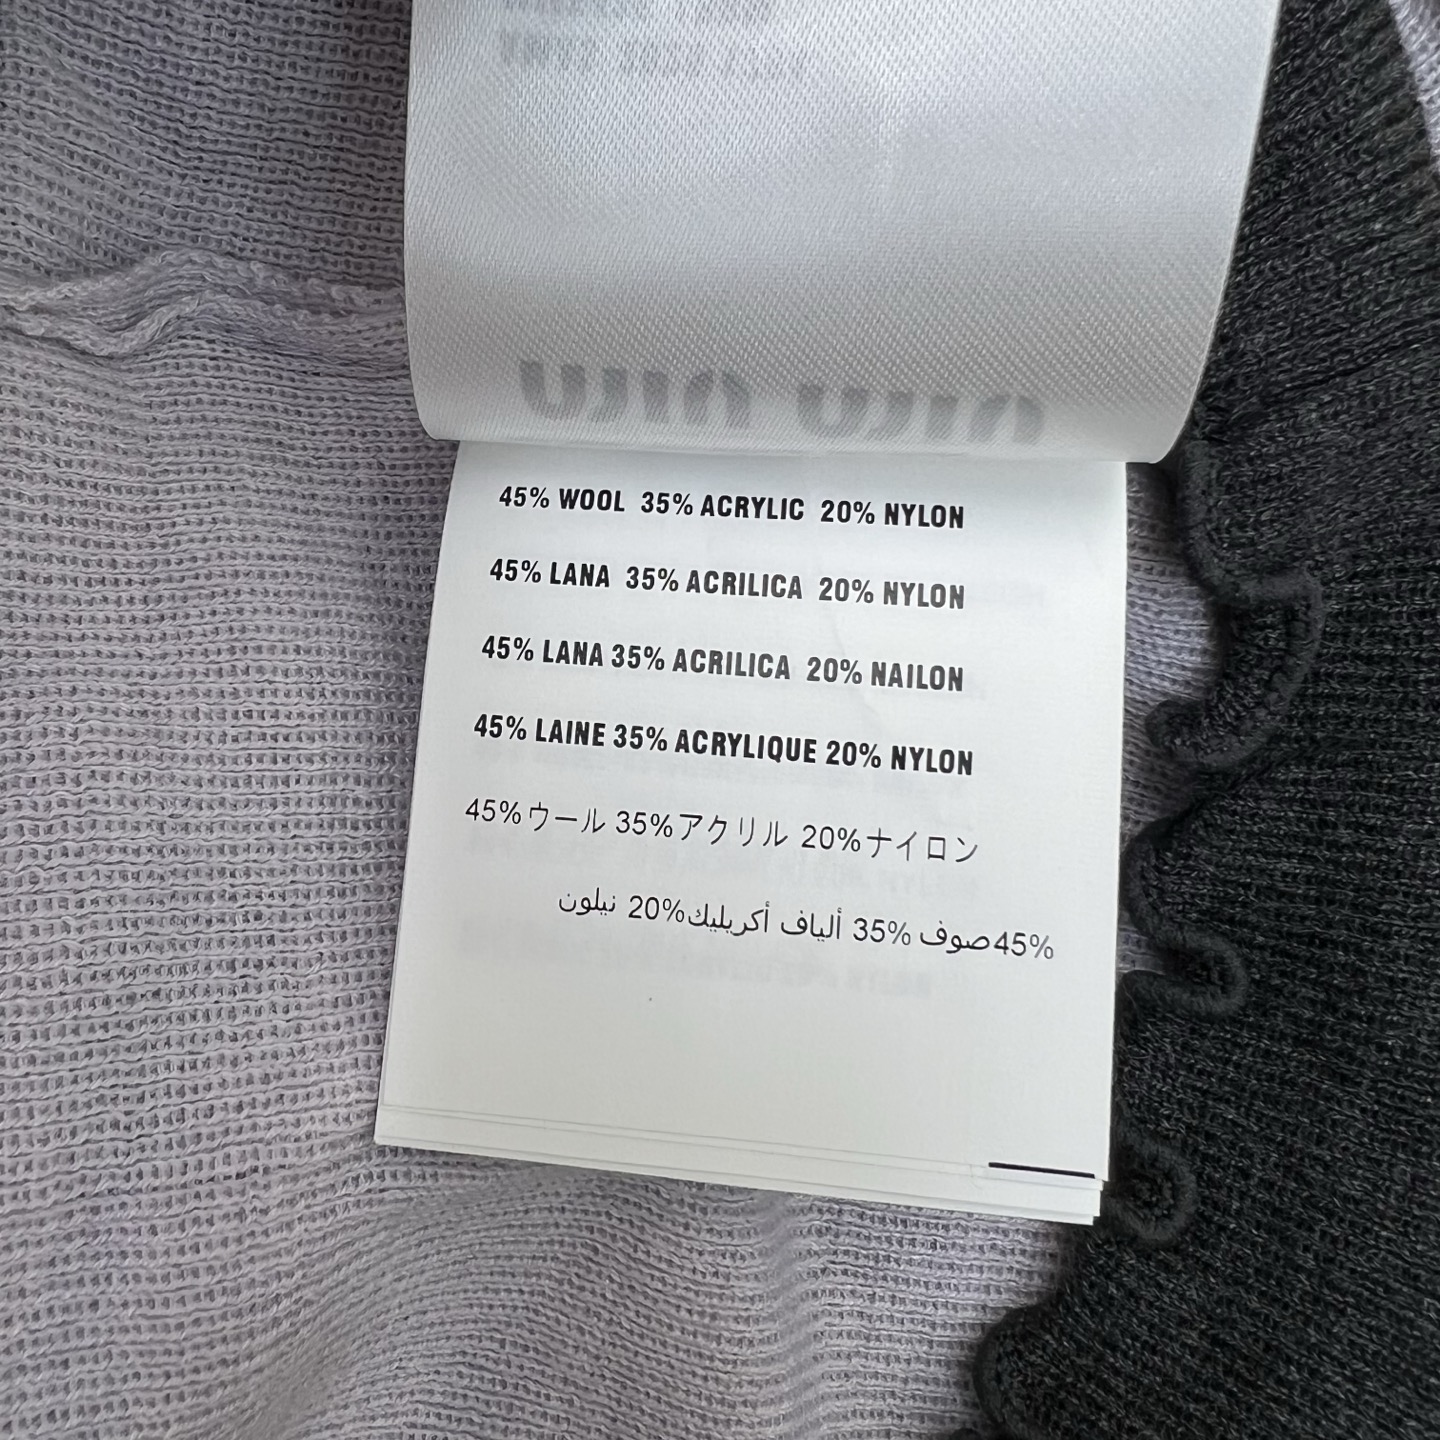 45% WOOL 35% ACRYLIC 20% NYLON
45% LANA 35% ACRILICA 20% NYLON
45% LANA 35% ACRILICA 20% NAILON
45% LAINE 35% ACRYLIQUE 20% NYLON
45%ウール 35%アクリル 20%ナイロン
45%صوف 35% ألياف أكريليك20% نيلون